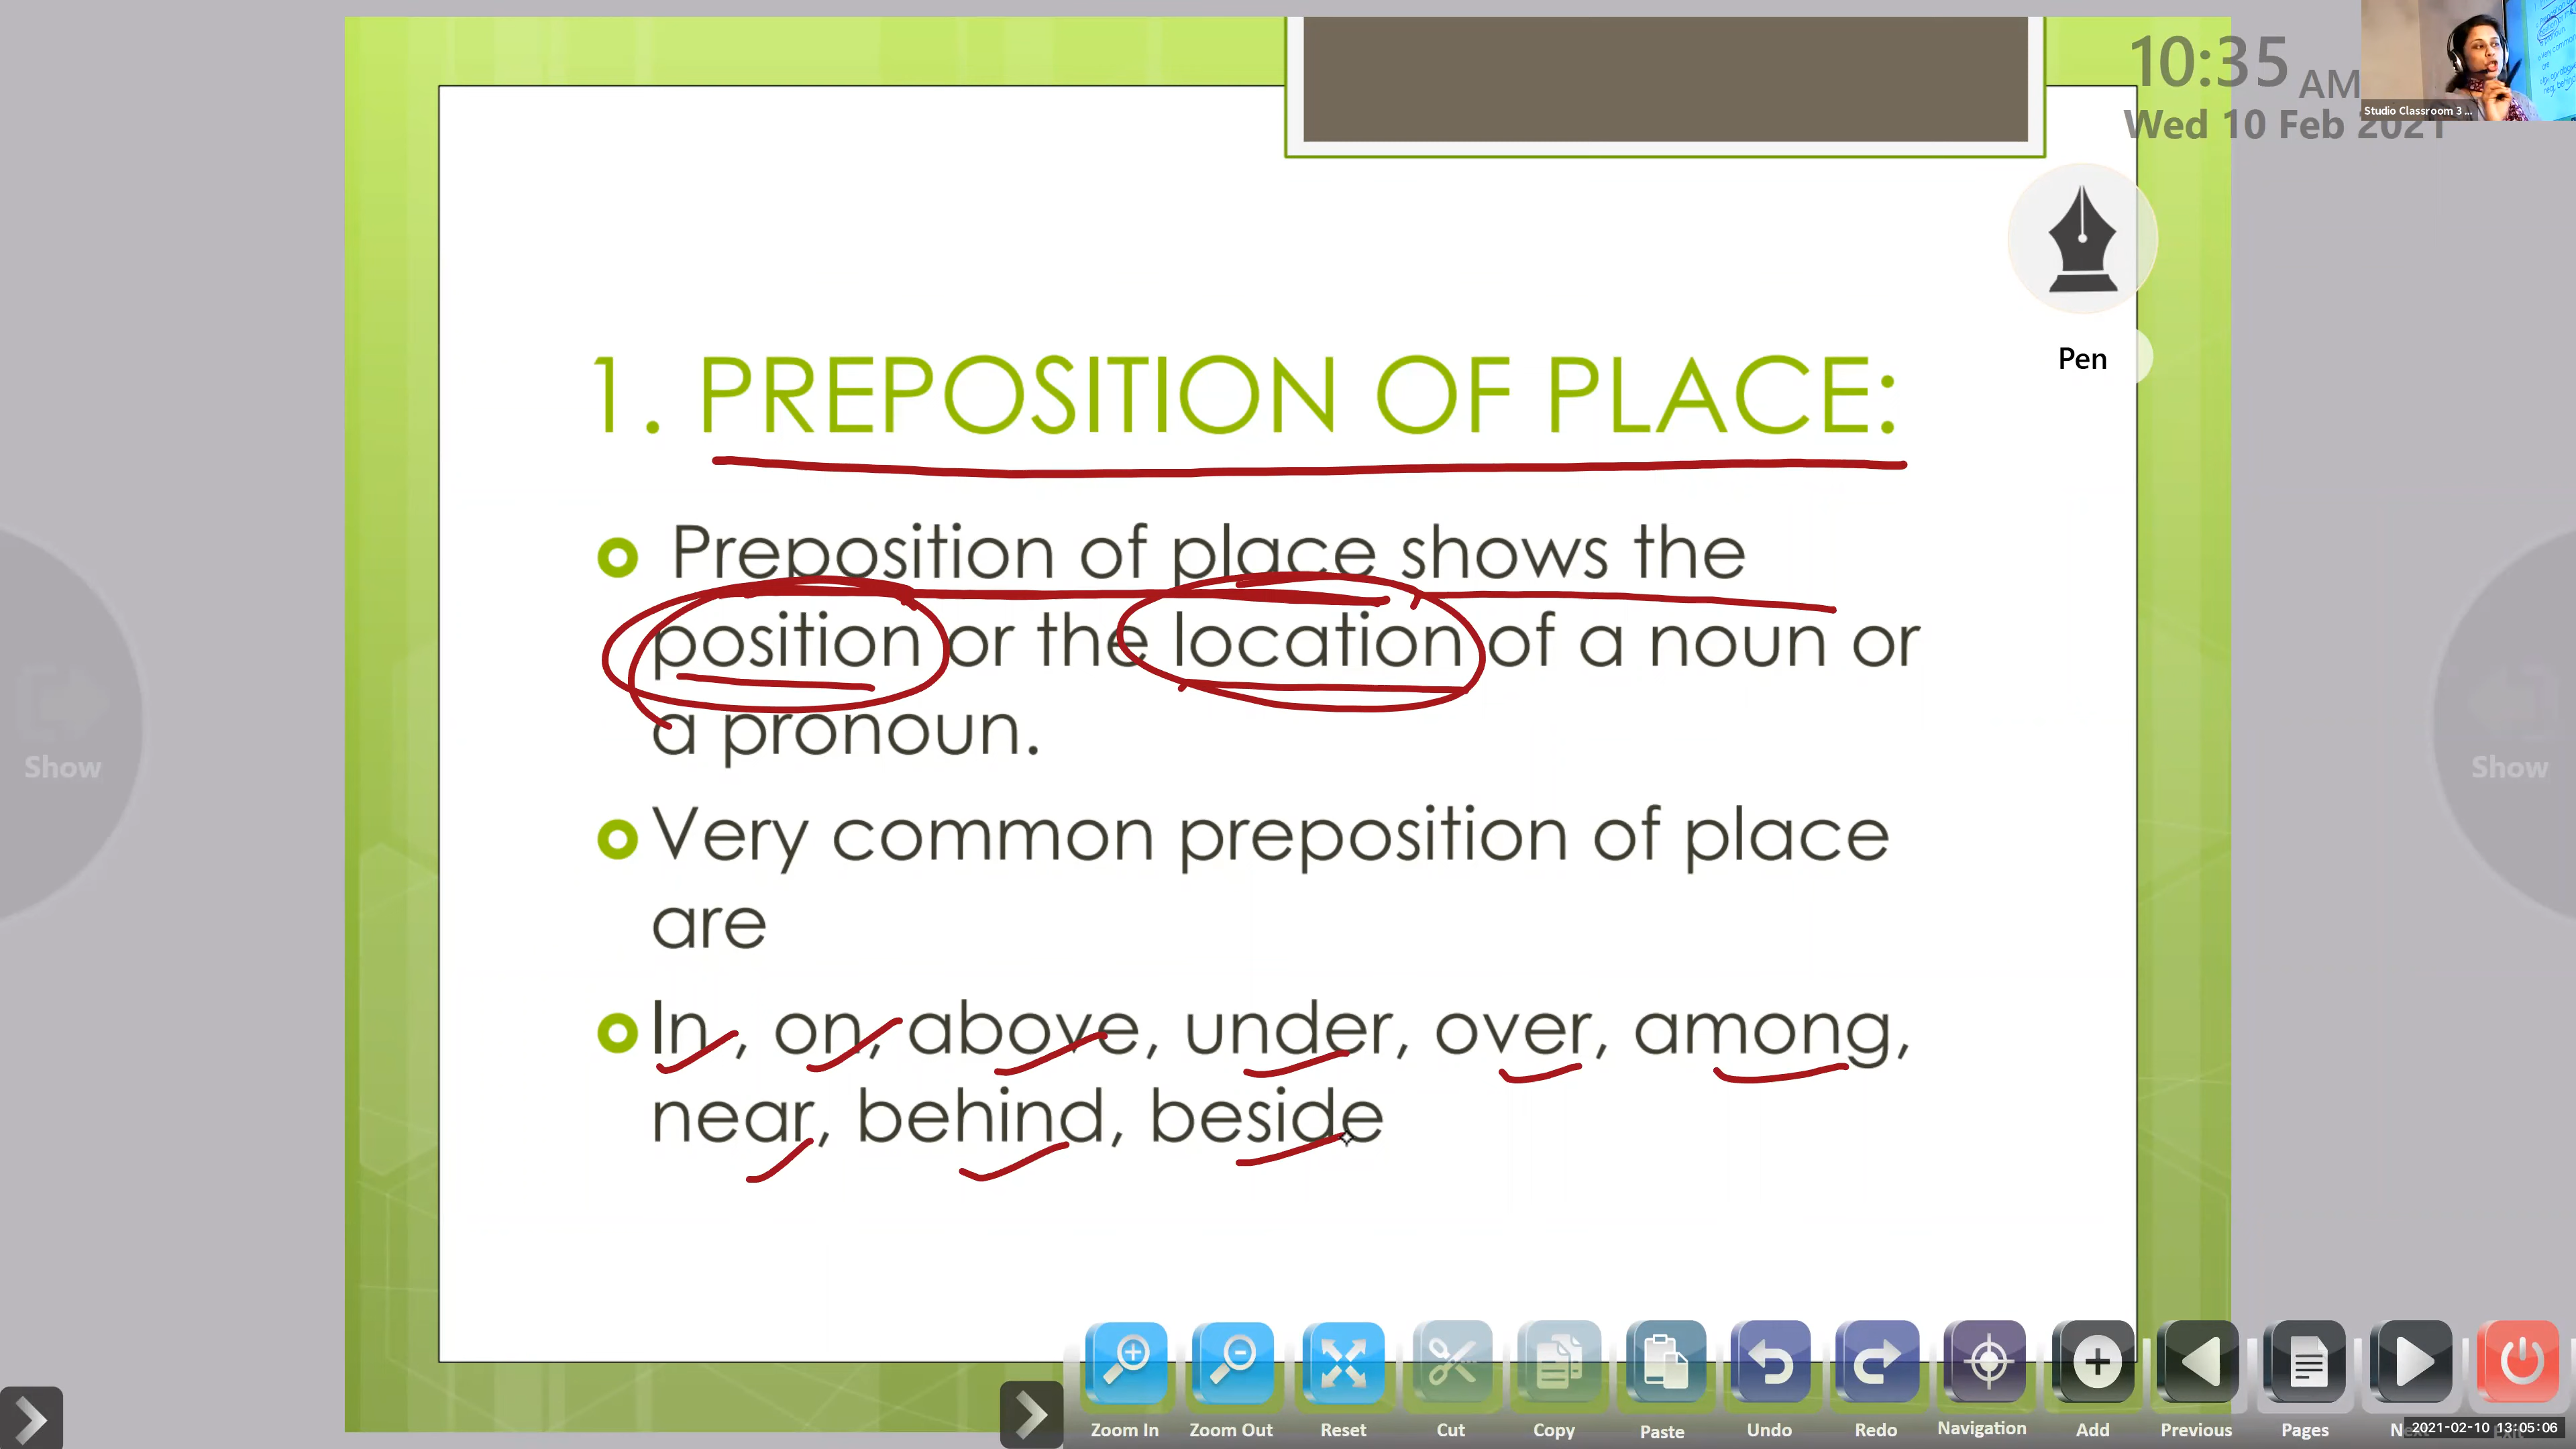 10:35 AM
Wed 10 Feb 2021
Studio Classroom 3 ...
Pen
1. PREPOSITION OF PLACE:
Preposition of place shows the
position or the location of a noun or
a pronoun.
Very common preposition of place
are
In , on, above, under, over, among,
near, behind, beside
Show
Show
Zoom In Zoom Out Reset Cut Copy Paste Undo Redo Navigation Add Previous Pages
2021-02-10 13:05:06